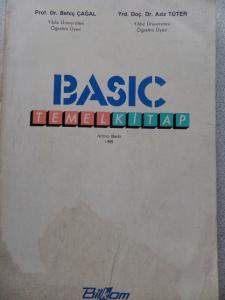 Prof. Dr. Behiç ÇAĞAL
Yıldız Üniversitesi
Öğretim Üyesi
Yrd. Doç. Dr. Aziz TÜTER
Yıldız Üniversitesi
Öğretim Üyesi
BASIC
TEMEL KİTAP
Bilkom